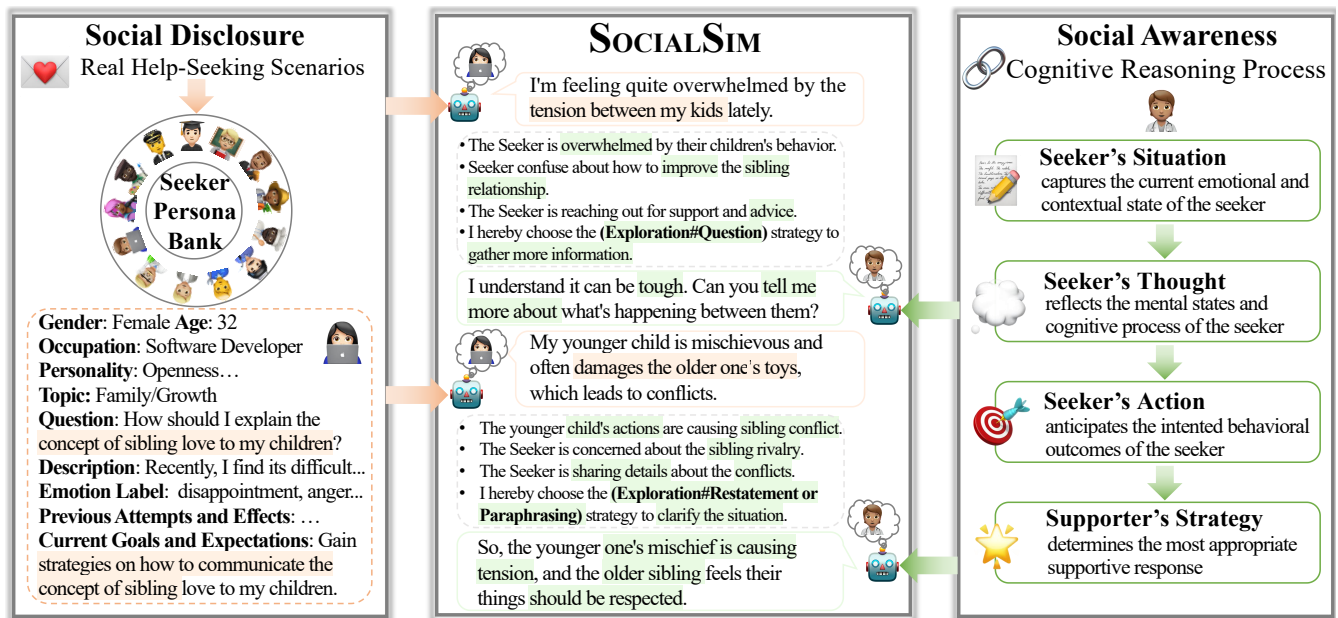 Social Disclosure
Real Help-Seeking Scenarios
Seeker
Persona
Bank
Gender: Female Age: 32
Occupation: Software Developer
Personality: Openness…
Topic: Family/Growth
Question: How should I explain the
concept of sibling love to my children?
Description: Recently, I find its difficult...
Emotion Label: disappointment, anger...
Previous Attempts and Effects: …
Current Goals and Expectations: Gain
strategies on how to communicate the
concept of sibling love to my children.
SOCIALSIM
I'm feeling quite overwhelmed by the
tension between my kids lately.
• The Seeker is overwhelmed by their children's behavior.
• Seeker confuse about how to improve the sibling
relationship.
• The Seeker is reaching out for support and advice.
• I hereby choose the (Exploration#Question) strategy to
gather more information.
I understand it can be tough. Can you tell me
more about what's happening between them?
My younger child is mischievous and
often damages the older one's toys,
which leads to conflicts.
• The younger child's actions are causing sibling conflict.
• The Seeker is concerned about the sibling rivalry.
• The Seeker is sharing details about the conflicts.
• I hereby choose the (Exploration#Restatement or
Paraphrasing) strategy to clarify the situation.
So, the younger one's mischief is causing
tension, and the older sibling feels their
things should be respected.
Social Awareness
Cognitive Reasoning Process
Seeker's Situation
captures the current emotional and
contextual state of the seeker
Seeker's Thought
reflects the mental states and
cognitive process of the seeker
Seeker's Action
anticipates the intented behavioral
outcomes of the seeker
Supporter's Strategy
determines the most appropriate
supportive response